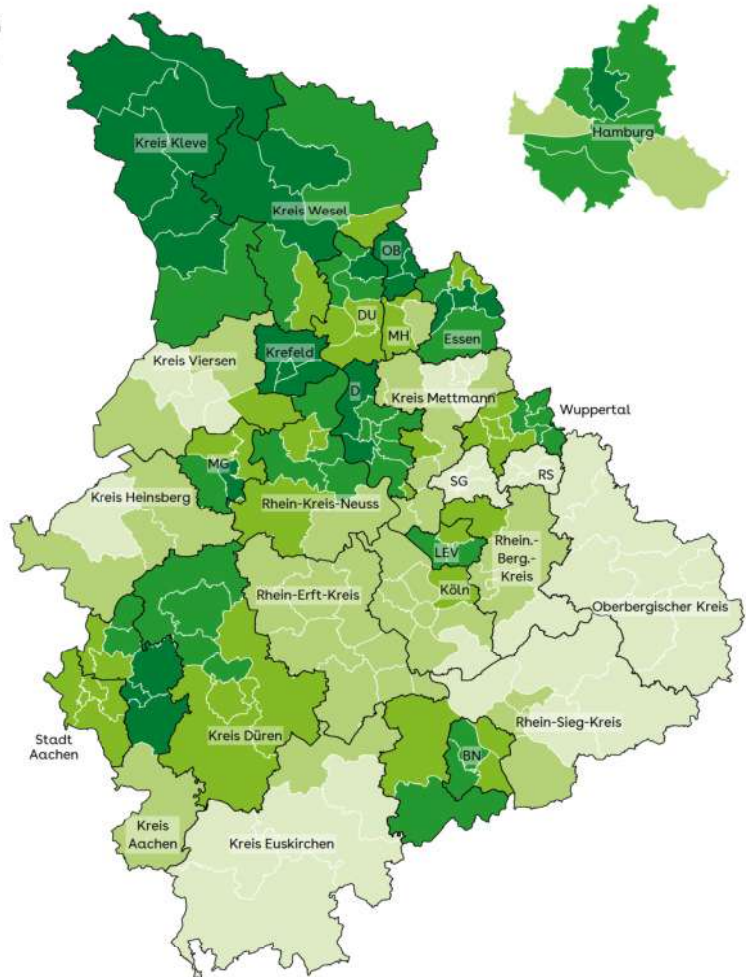 Hamburg
Kreis Kleve
Kreis Wesel
OB
DU
MH
Essen
Kreis Viersen
Krefeld
D
Kreis Mettmann
Wuppertal
MG
SG
RS
Kreis Heinsberg
Rhein-Kreis-Neuss
LEV
Rhein.-
Berg.-
Kreis
Rhein-Erft-Kreis
Köln
Oberbergischer Kreis
Stadt
Aachen
Kreis Düren
Rhein-Sieg-Kreis
BN
Kreis
Aachen
Kreis Euskirchen